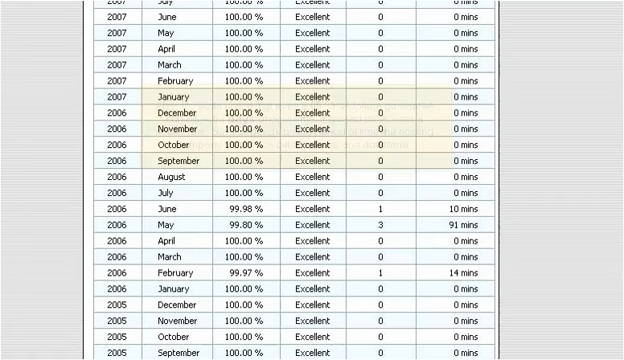 2007 July 100.00 % Excellent 0 0 mins
2007 June 100.00 % Excellent 0 0 mins
2007 May 100.00 % Excellent 0 0 mins
2007 April 100.00 % Excellent 0 0 mins
2007 March 100.00 % Excellent 0 0 mins
2007 February 100.00 % Excellent 0 0 mins
2007 January 100.00 % Excellent 0 0 mins
2006 December 100.00 % Excellent 0 0 mins
2006 November 100.00 % Excellent 0 0 mins
2006 October 100.00 % Excellent 0 0 mins
2006 September 100.00 % Excellent 0 0 mins
2006 August 100.00 % Excellent 0 0 mins
2006 July 100.00 % Excellent 0 0 mins
2006 June 99.98 % Excellent 1 10 mins
2006 May 99.80 % Excellent 3 91 mins
2006 April 100.00 % Excellent 0 0 mins
2006 March 100.00 % Excellent 0 0 mins
2006 February 99.97 % Excellent 1 14 mins
2006 January 100.00 % Excellent 0 0 mins
2005 December 100.00 % Excellent 0 0 mins
2005 November 100.00 % Excellent 0 0 mins
2005 October 100.00 % Excellent 0 0 mins
2005 September 100.00 % Excellent 0 0 mins